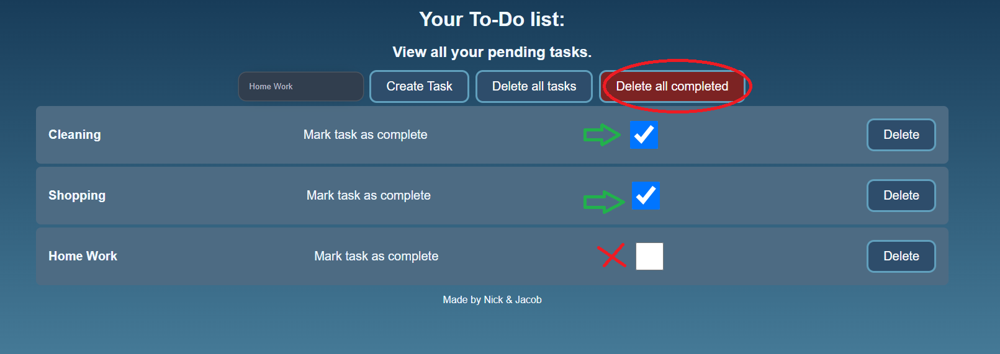 Your To-Do list:
View all your pending tasks.
Home Work Create Task Delete all tasks Delete all completed
Cleaning Mark task as complete Delete
Shopping Mark task as complete Delete
Home Work Mark task as complete Delete
Made by Nick & Jacob